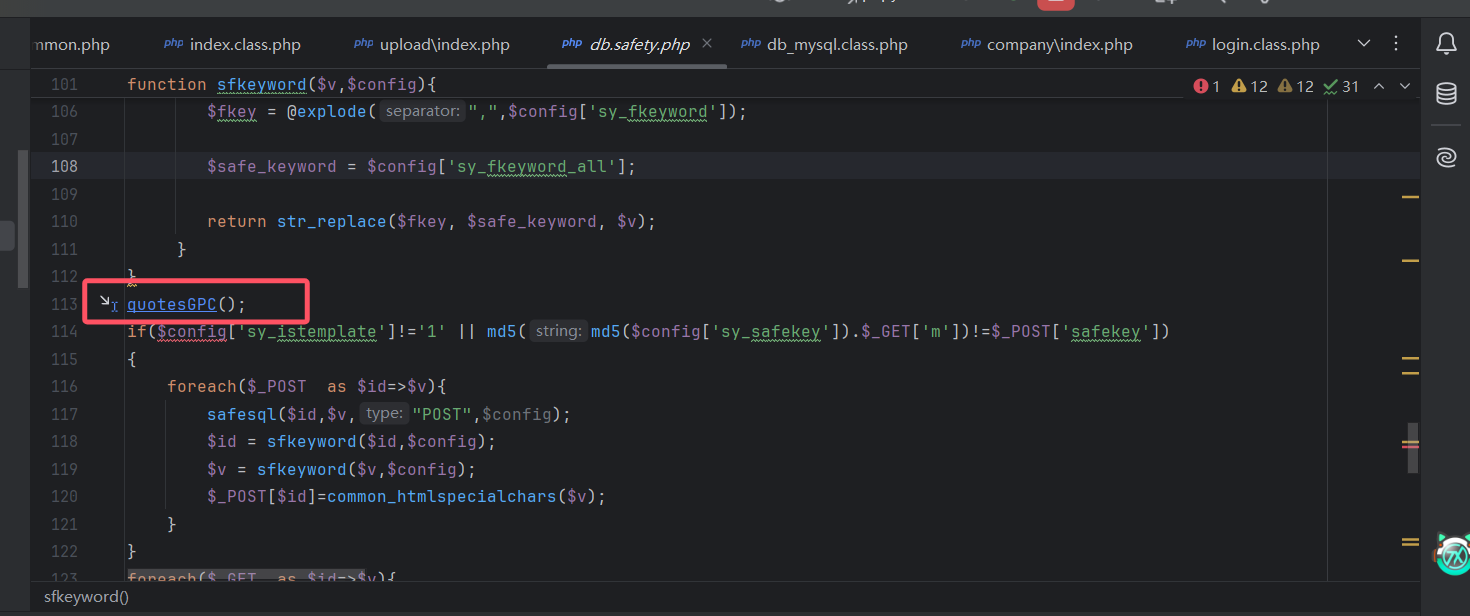 mmon.php php index.class.php php upload\index.php php db.safety.php php db_mysql.class.php php company\index.php php login.class.php
101 function sfkeyword($v,$config){ 1 12 12 31
106 $fkey = @explode( separator: ",",$config['sy_fkeyword']);
107
108 $safe_keyword = $config['sy_fkeyword_all'];
109
110 return str_replace($fkey, $safe_keyword, $v);
111 }
112 }
113 quotesGPC();
114 if($config['sy_istemplate']!='1' || md5( string: md5($config['sy_safekey']).$_GET['m'])!=$_POST['safekey'])
115 {
116 foreach($_POST as $id=>$v){
117 safesql($id,$v, type: "POST",$config);
118 $id = sfkeyword($id,$config);
119 $v = sfkeyword($v,$config);
120 $_POST[$id]=common_htmlspecialchars($v);
121 }
122 }
123 foreach($_GET as $id=>$v){
sfkeyword()